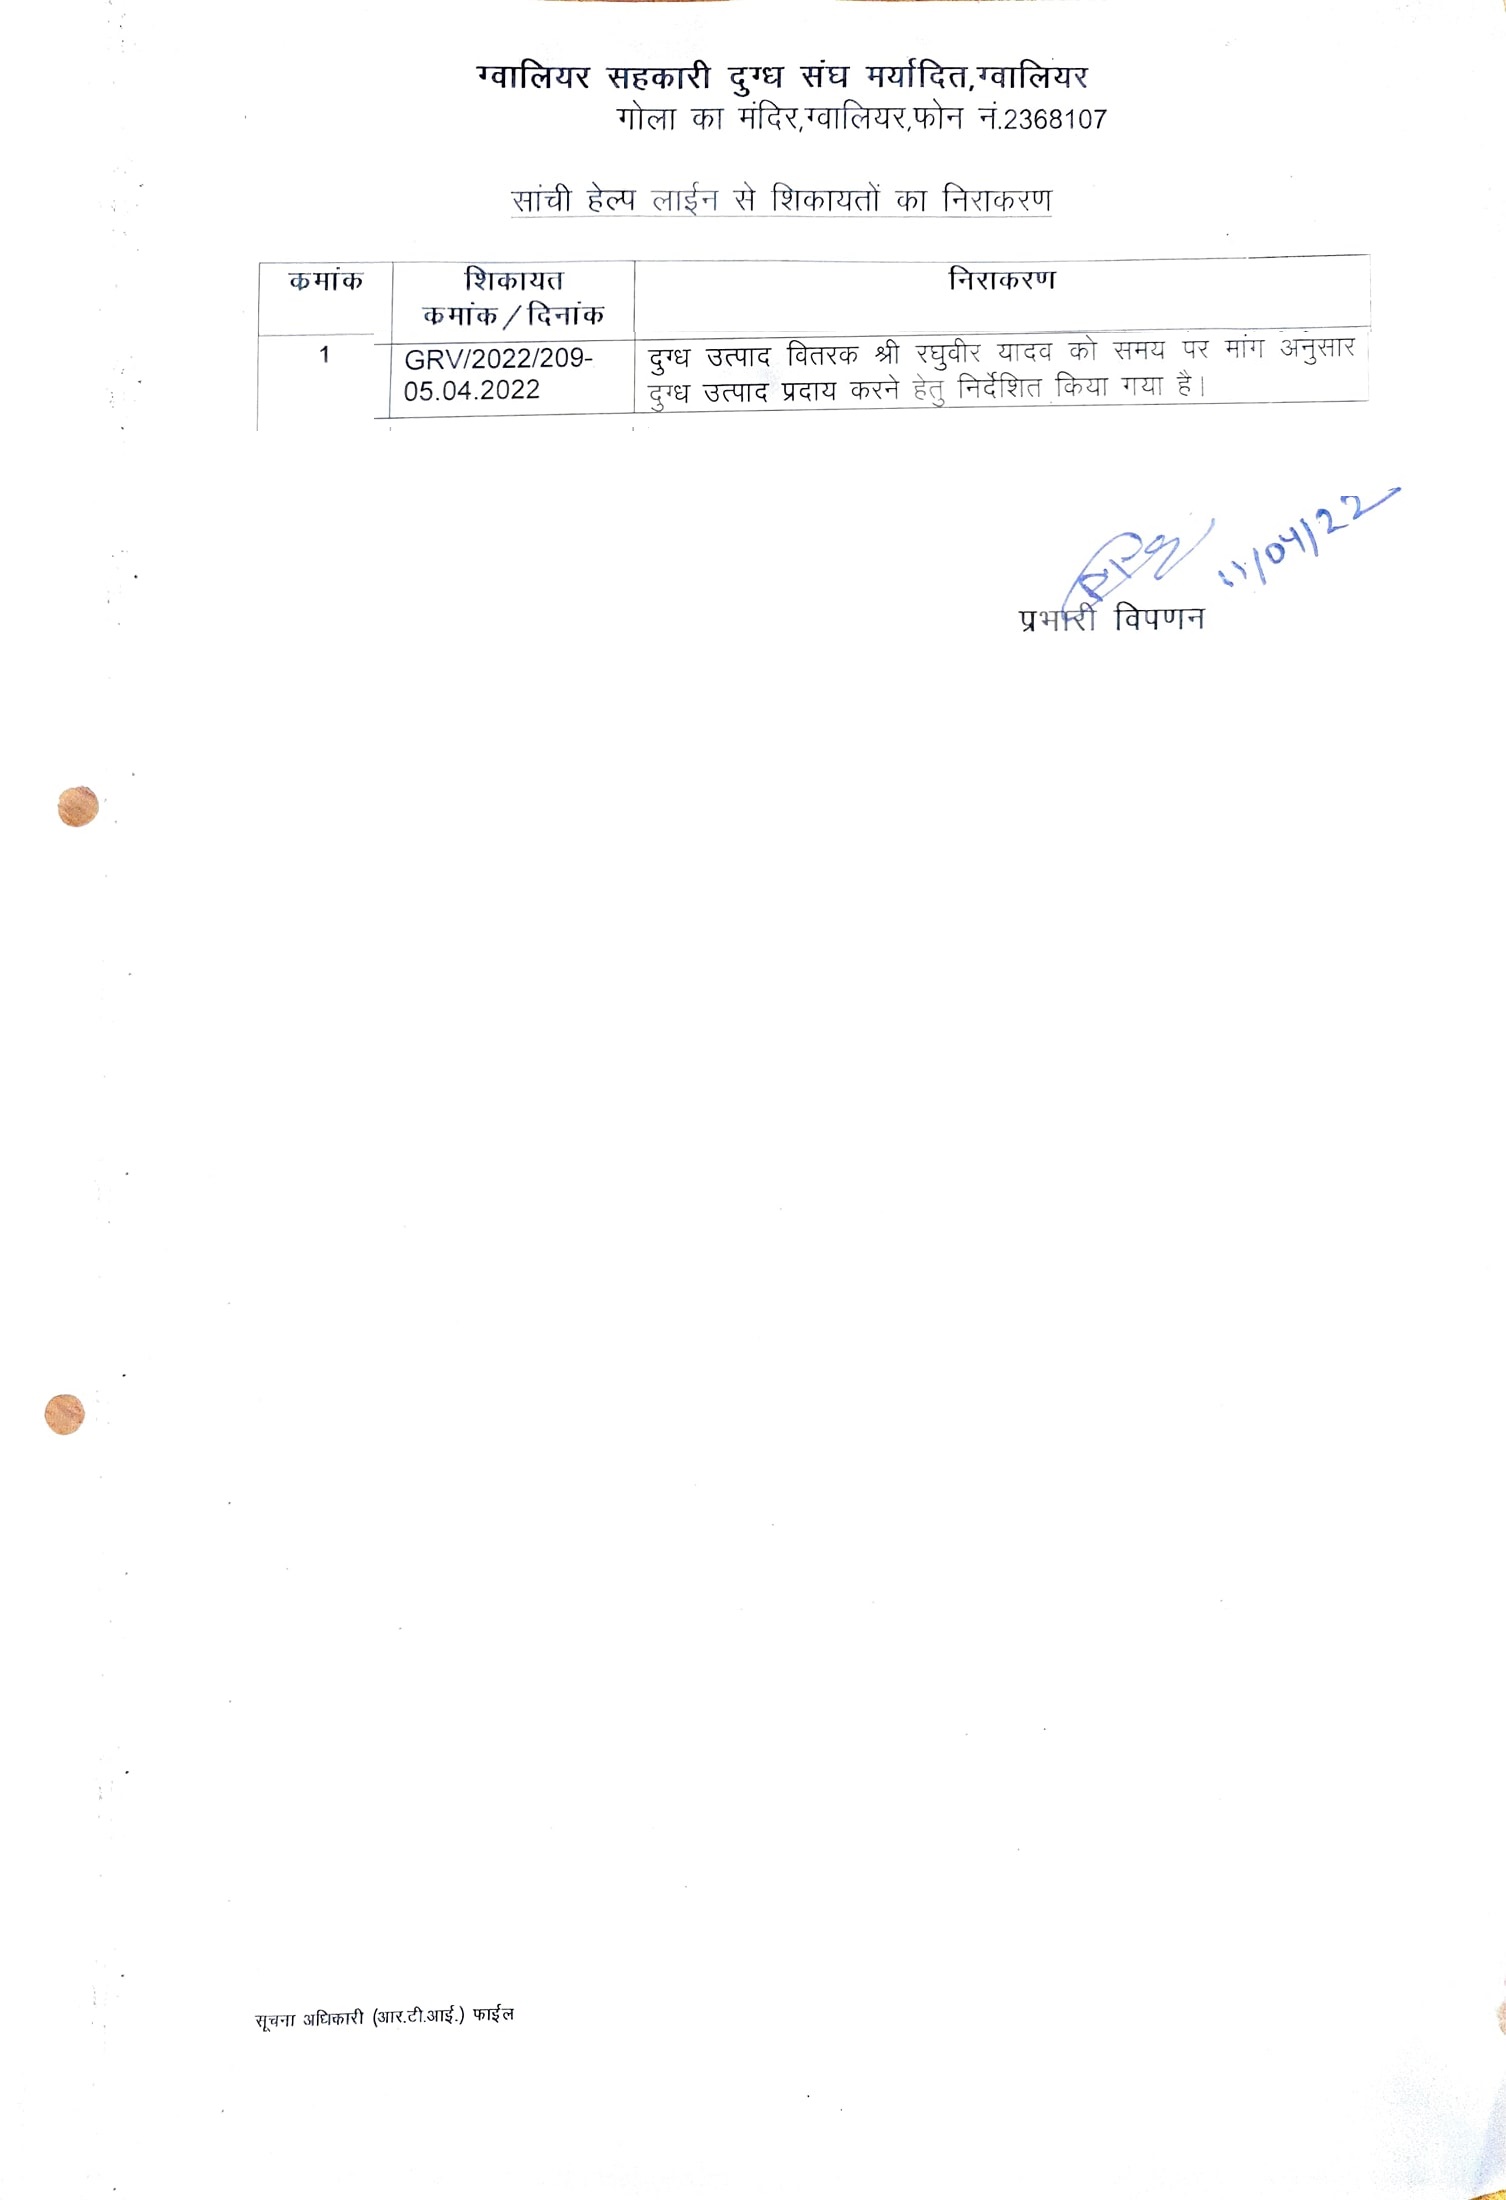 ग्वालियर सहकारी दुग्ध संघ मर्यादित,ग्वालियर
गोला का मंदिर,ग्वालियर,फोन नं.2368107
सांची हेल्प लाईन से शिकायतों का निराकरण
कमांक
शिकायत
कमांक / दिनांक
निराकरण
1
GRV/2022/209-
05.04.2022
दुग्ध उत्पाद वितरक श्री रघुवीर यादव को समय पर मांग अनुसार
दुग्ध उत्पाद प्रदाय करने हेतु निर्देशित किया गया है।
11/04/22
प्रभारी विपणन
सूचना अधिकारी (आर.टी.आई.) फाईल